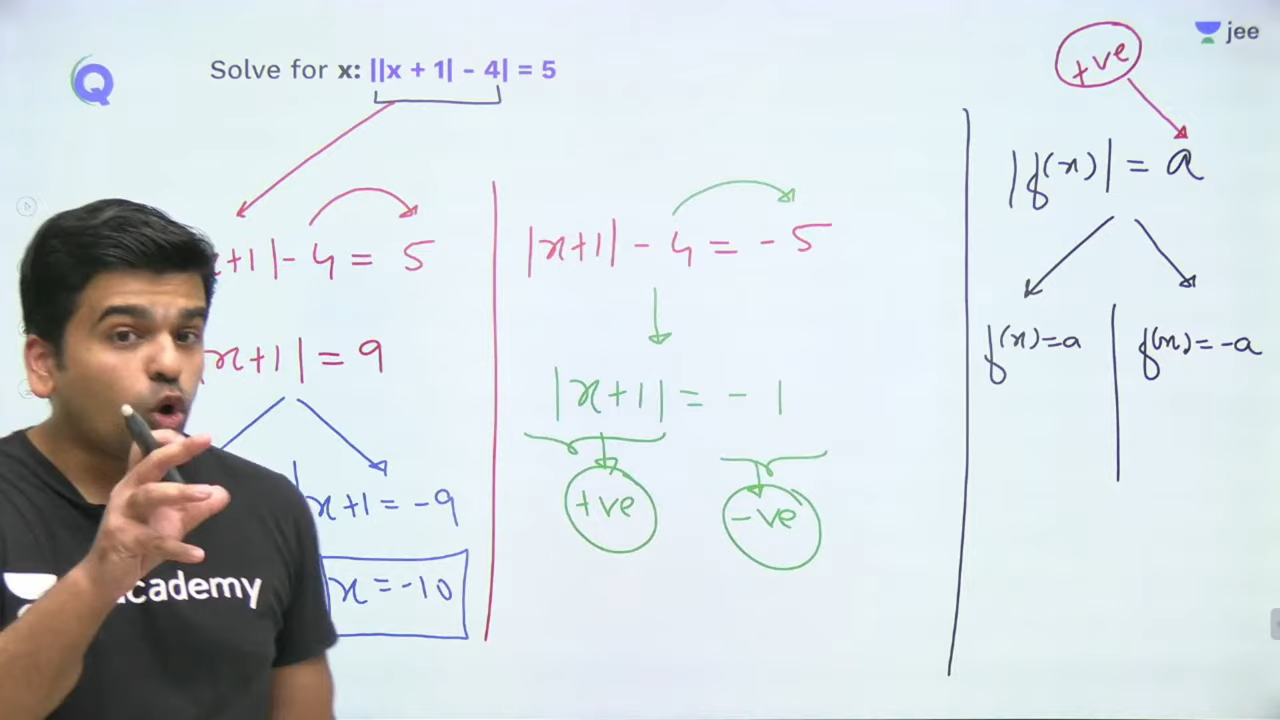 Solve for x: ||x + 1| - 4| = 5
jee
+ve
|f(x)| = a
f(x)=a
f(x)=-a
x+1|- 4 = 5
|x+1| = 9
x+1 = -9
x = -10
|x+1| - 4 = - 5
|x+1| = - 1
+ve
-ve
academy